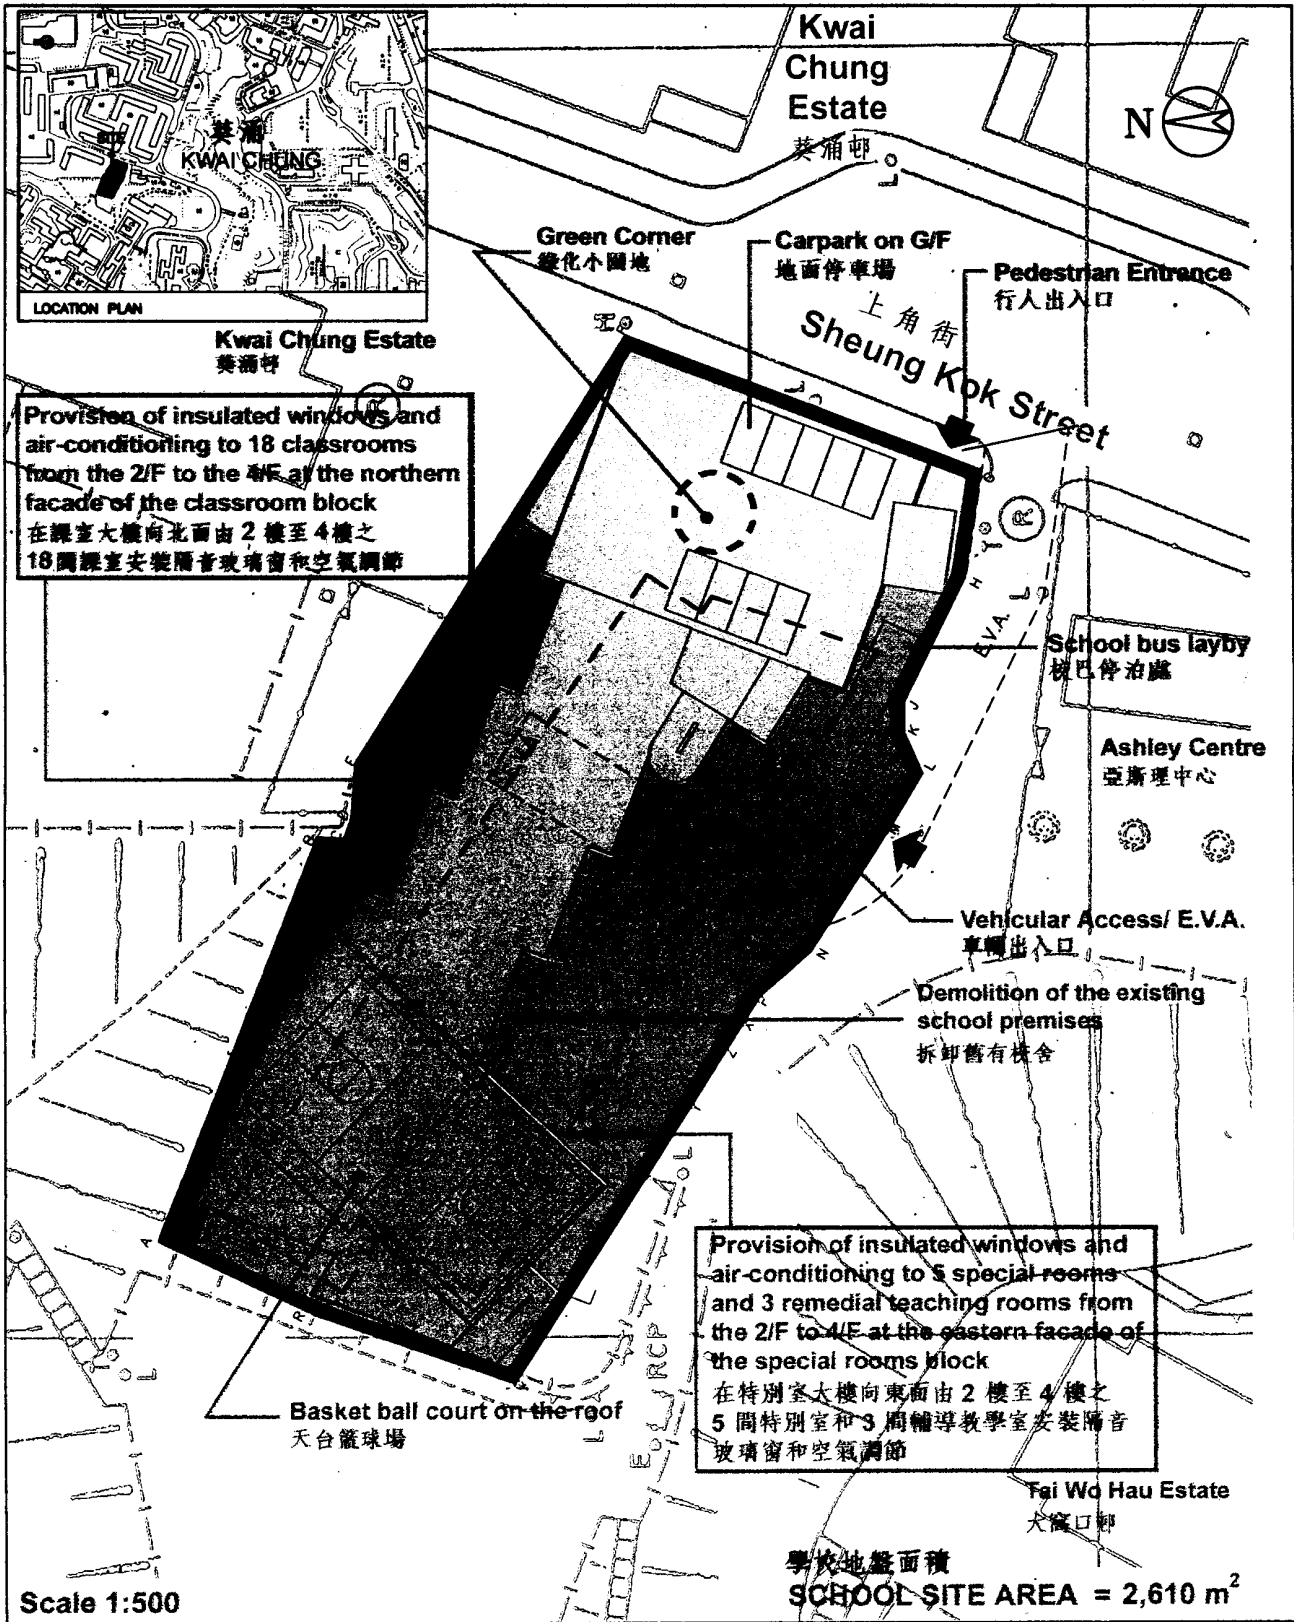 Kwai
Chung
Estate
葵涌邨
N
SITE
葵涌
KWAI CHUNG
LOCATION PLAN
Green Corner
綠化小園地
Carpark on G/F
地面停車場
Pedestrian Entrance
行人出入口
上角街
Sheung Kok Street
Kwai Chung Estate
葵涌邨
Provision of insulated windows and
air-conditioning to 18 classrooms
from the 2/F to the 4/F at the northern
facade of the classroom block
在課室大樓向北面由 2 樓至 4 樓之
18間課室安裝隔音玻璃窗和空氣調節
R
R
E.V.A.
School bus layby
校巴停泊處
Ashley Centre
亞斯理中心
Vehicular Access/ E.V.A.
車輛出入口
Demolition of the existing
school premises
拆卸舊有校舍
Provision of insulated windows and
air-conditioning to 5 special rooms
and 3 remedial teaching rooms from
the 2/F to 4/F at the eastern facade of
the special rooms block
在特別室大樓向東面由 2 樓至 4 樓之
5 間特別室和 3 間輔導教學室安裝隔音
玻璃窗和空氣調節
RCP
Basket ball court on the roof
天台籃球場
Tai Wo Hau Estate
大窩口邨
學校地盤面積
SCHOOL SITE AREA = 2,610 m²
Scale 1:500